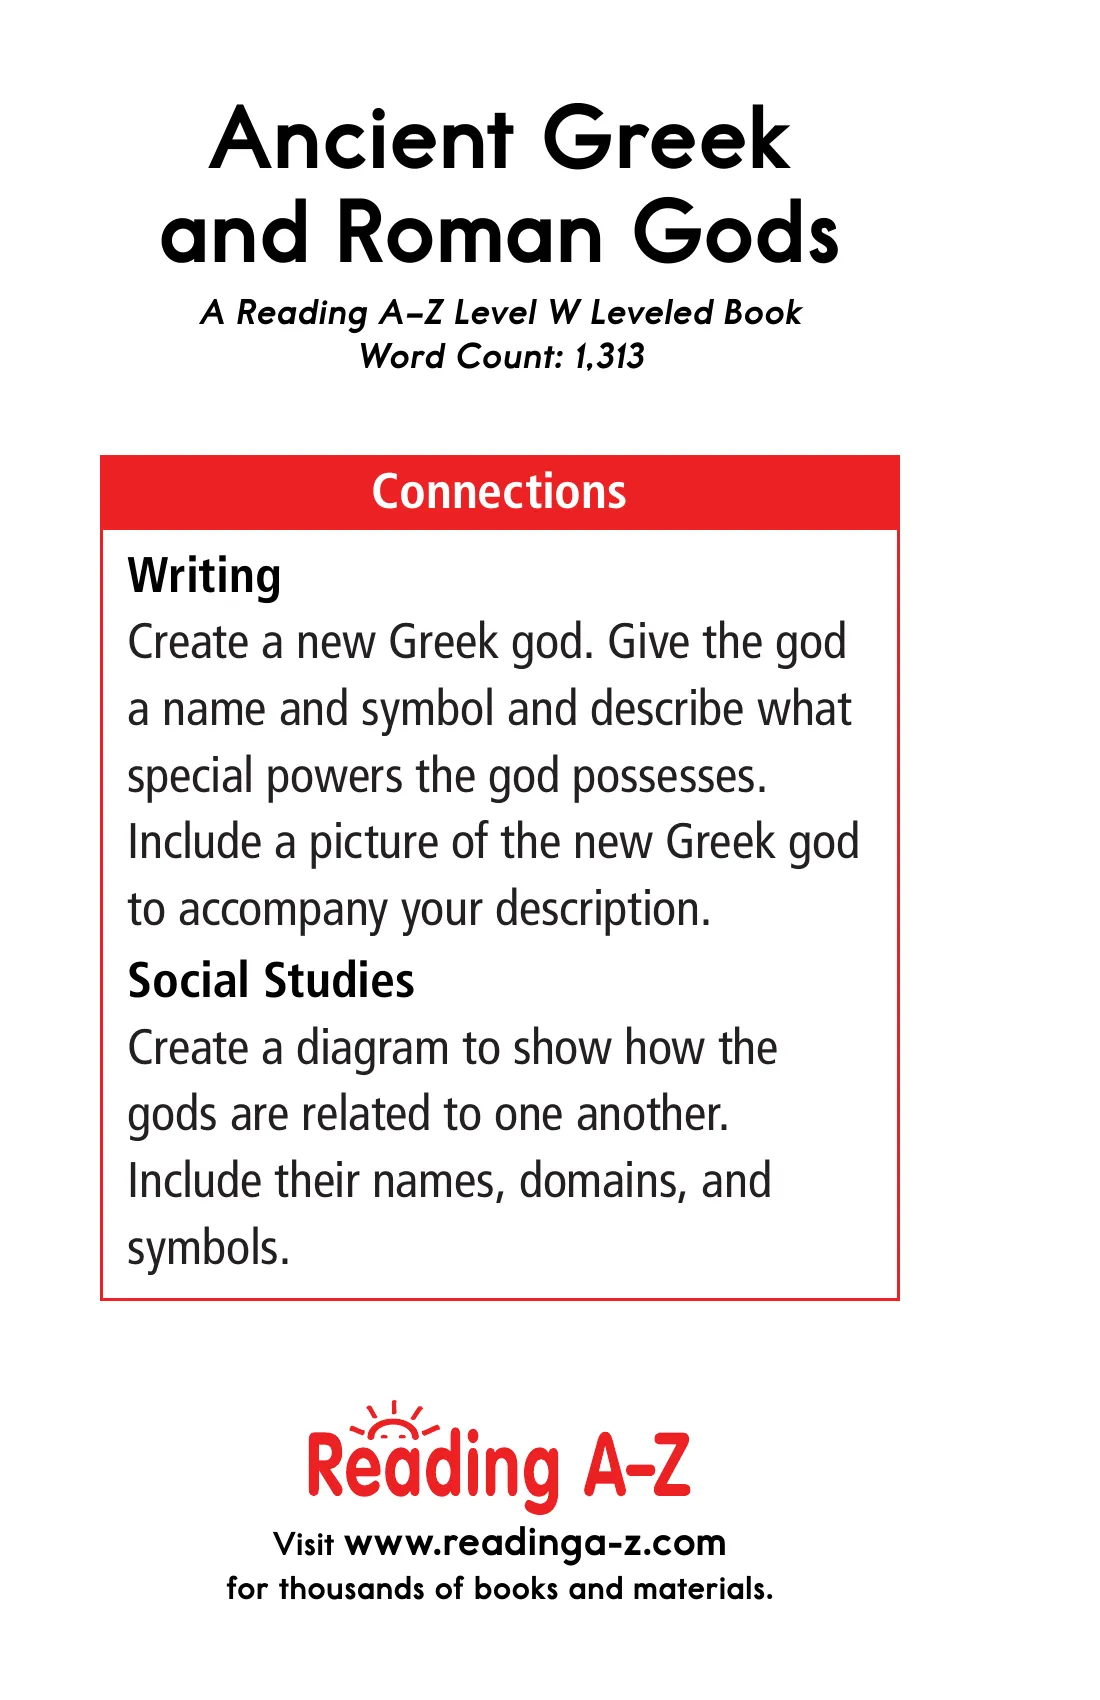 Ancient Greek
and Roman Gods
A Reading A–Z Level W Leveled Book
Word Count: 1,313
Connections
Writing
Create a new Greek god. Give the god
a name and symbol and describe what
special powers the god possesses.
Include a picture of the new Greek god
to accompany your description.
Social Studies
Create a diagram to show how the
gods are related to one another.
Include their names, domains, and
symbols.
Reading A–Z
Visit www.readinga-z.com
for thousands of books and materials.